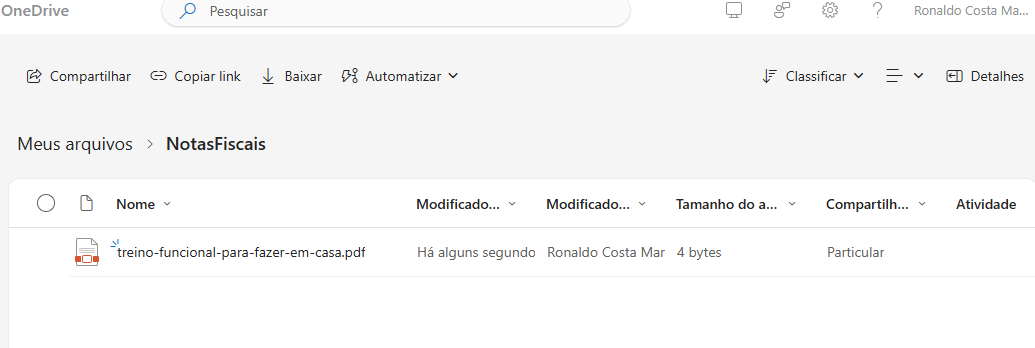 OneDrive Pesquisar Ronaldo Costa Ma...
Compartilhar Copiar link Baixar Automatizar Classificar Detalhes
Meus arquivos > NotasFiscais
Nome Modificado... Modificado... Tamanho do a... Compartilh... Atividade
treino-funcional-para-fazer-em-casa.pdf Há alguns segundo Ronaldo Costa Mar 4 bytes Particular